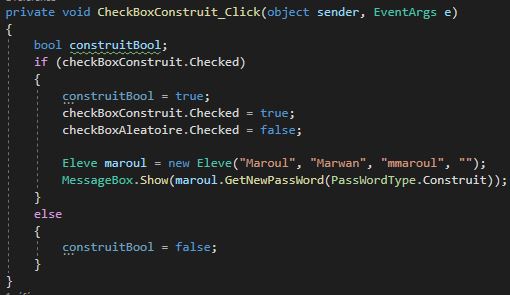 private void CheckBoxConstruit_Click(object sender, EventArgs e)
{
bool construitBool;
if (checkBoxConstruit.Checked)
{
construitBool = true;
checkBoxConstruit.Checked = true;
checkBoxAleatoire.Checked = false;
Eleve maroul = new Eleve("Maroul", "Marwan", "mmaroul", "");
MessageBox.Show(maroul.GetNewPassWord(PassWordType.Construit));
}
else
{
construitBool = false;
}
}